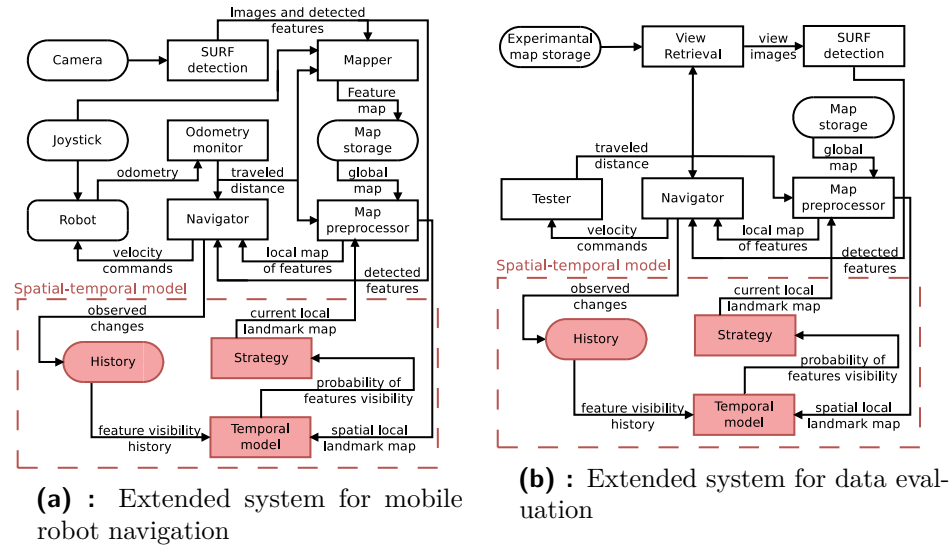 Images and detected
features
Camera
SURF
detection
Mapper
Feature
map
Joystick
Odometry
monitor
Map
storage
odometry
traveled
distance
global
map
Robot
Navigator
Map
preprocessor
velocity
commands
local map
of features
detected
features
Spatial-temporal model
observed
changes
current local
landmark map
History
Strategy
probability of
features visibility
feature visibility
history
Temporal
model
spatial local
landmark map
(a) : Extended system for mobile
robot navigation
Experimantal
map storage
View
Retrieval
view
images
SURF
detection
Map
storage
traveled
distance
global
map
Tester
Navigator
Map
preprocessor
velocity
commands
local map
of features
detected
features
Spatial-temporal model
observed
changes
current local
landmark map
History
Strategy
probability of
features visibility
feature visibility
history
Temporal
model
spatial local
landmark map
(b) : Extended system for data eval-
uation